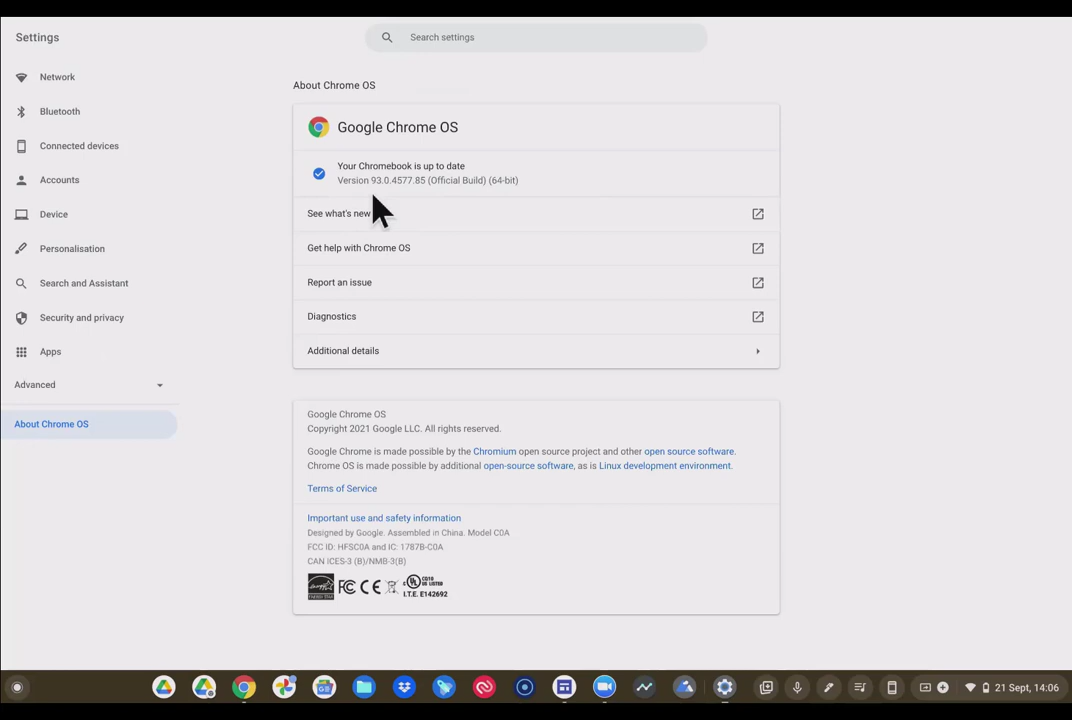 Settings
Search settings
Network
Bluetooth
Connected devices
Accounts
Device
Personalisation
Search and Assistant
Security and privacy
Apps
Advanced
About Chrome OS
About Chrome OS
Google Chrome OS
Your Chromebook is up to date
Version 93.0.4577.85 (Official Build) (64-bit)
See what's new
Get help with Chrome OS
Report an issue
Diagnostics
Additional details
Google Chrome OS
Copyright 2021 Google LLC. All rights reserved.
Google Chrome is made possible by the Chromium open source project and other open source software.
Chrome OS is made possible by additional open-source software, as is Linux development environment.
Terms of Service
Important use and safety information
Designed by Google. Assembled in China. Model C0A
FCC ID: HFSC0A and IC: 1787B-C0A
CAN ICES-3 (B)/NMB-3(B)
I.T.E. E142692
21 Sept, 14:06